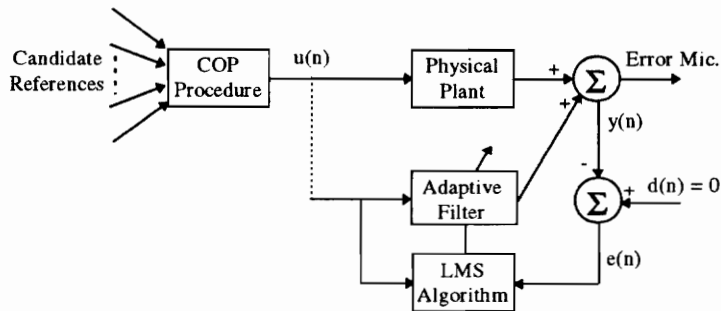 Candidate
References
COP
Procedure
u(n)
Physical
Plant
+
+
Σ
Error Mic.
y(n)
-
Adaptive
Filter
Σ
+
d(n) = 0
LMS
Algorithm
e(n)